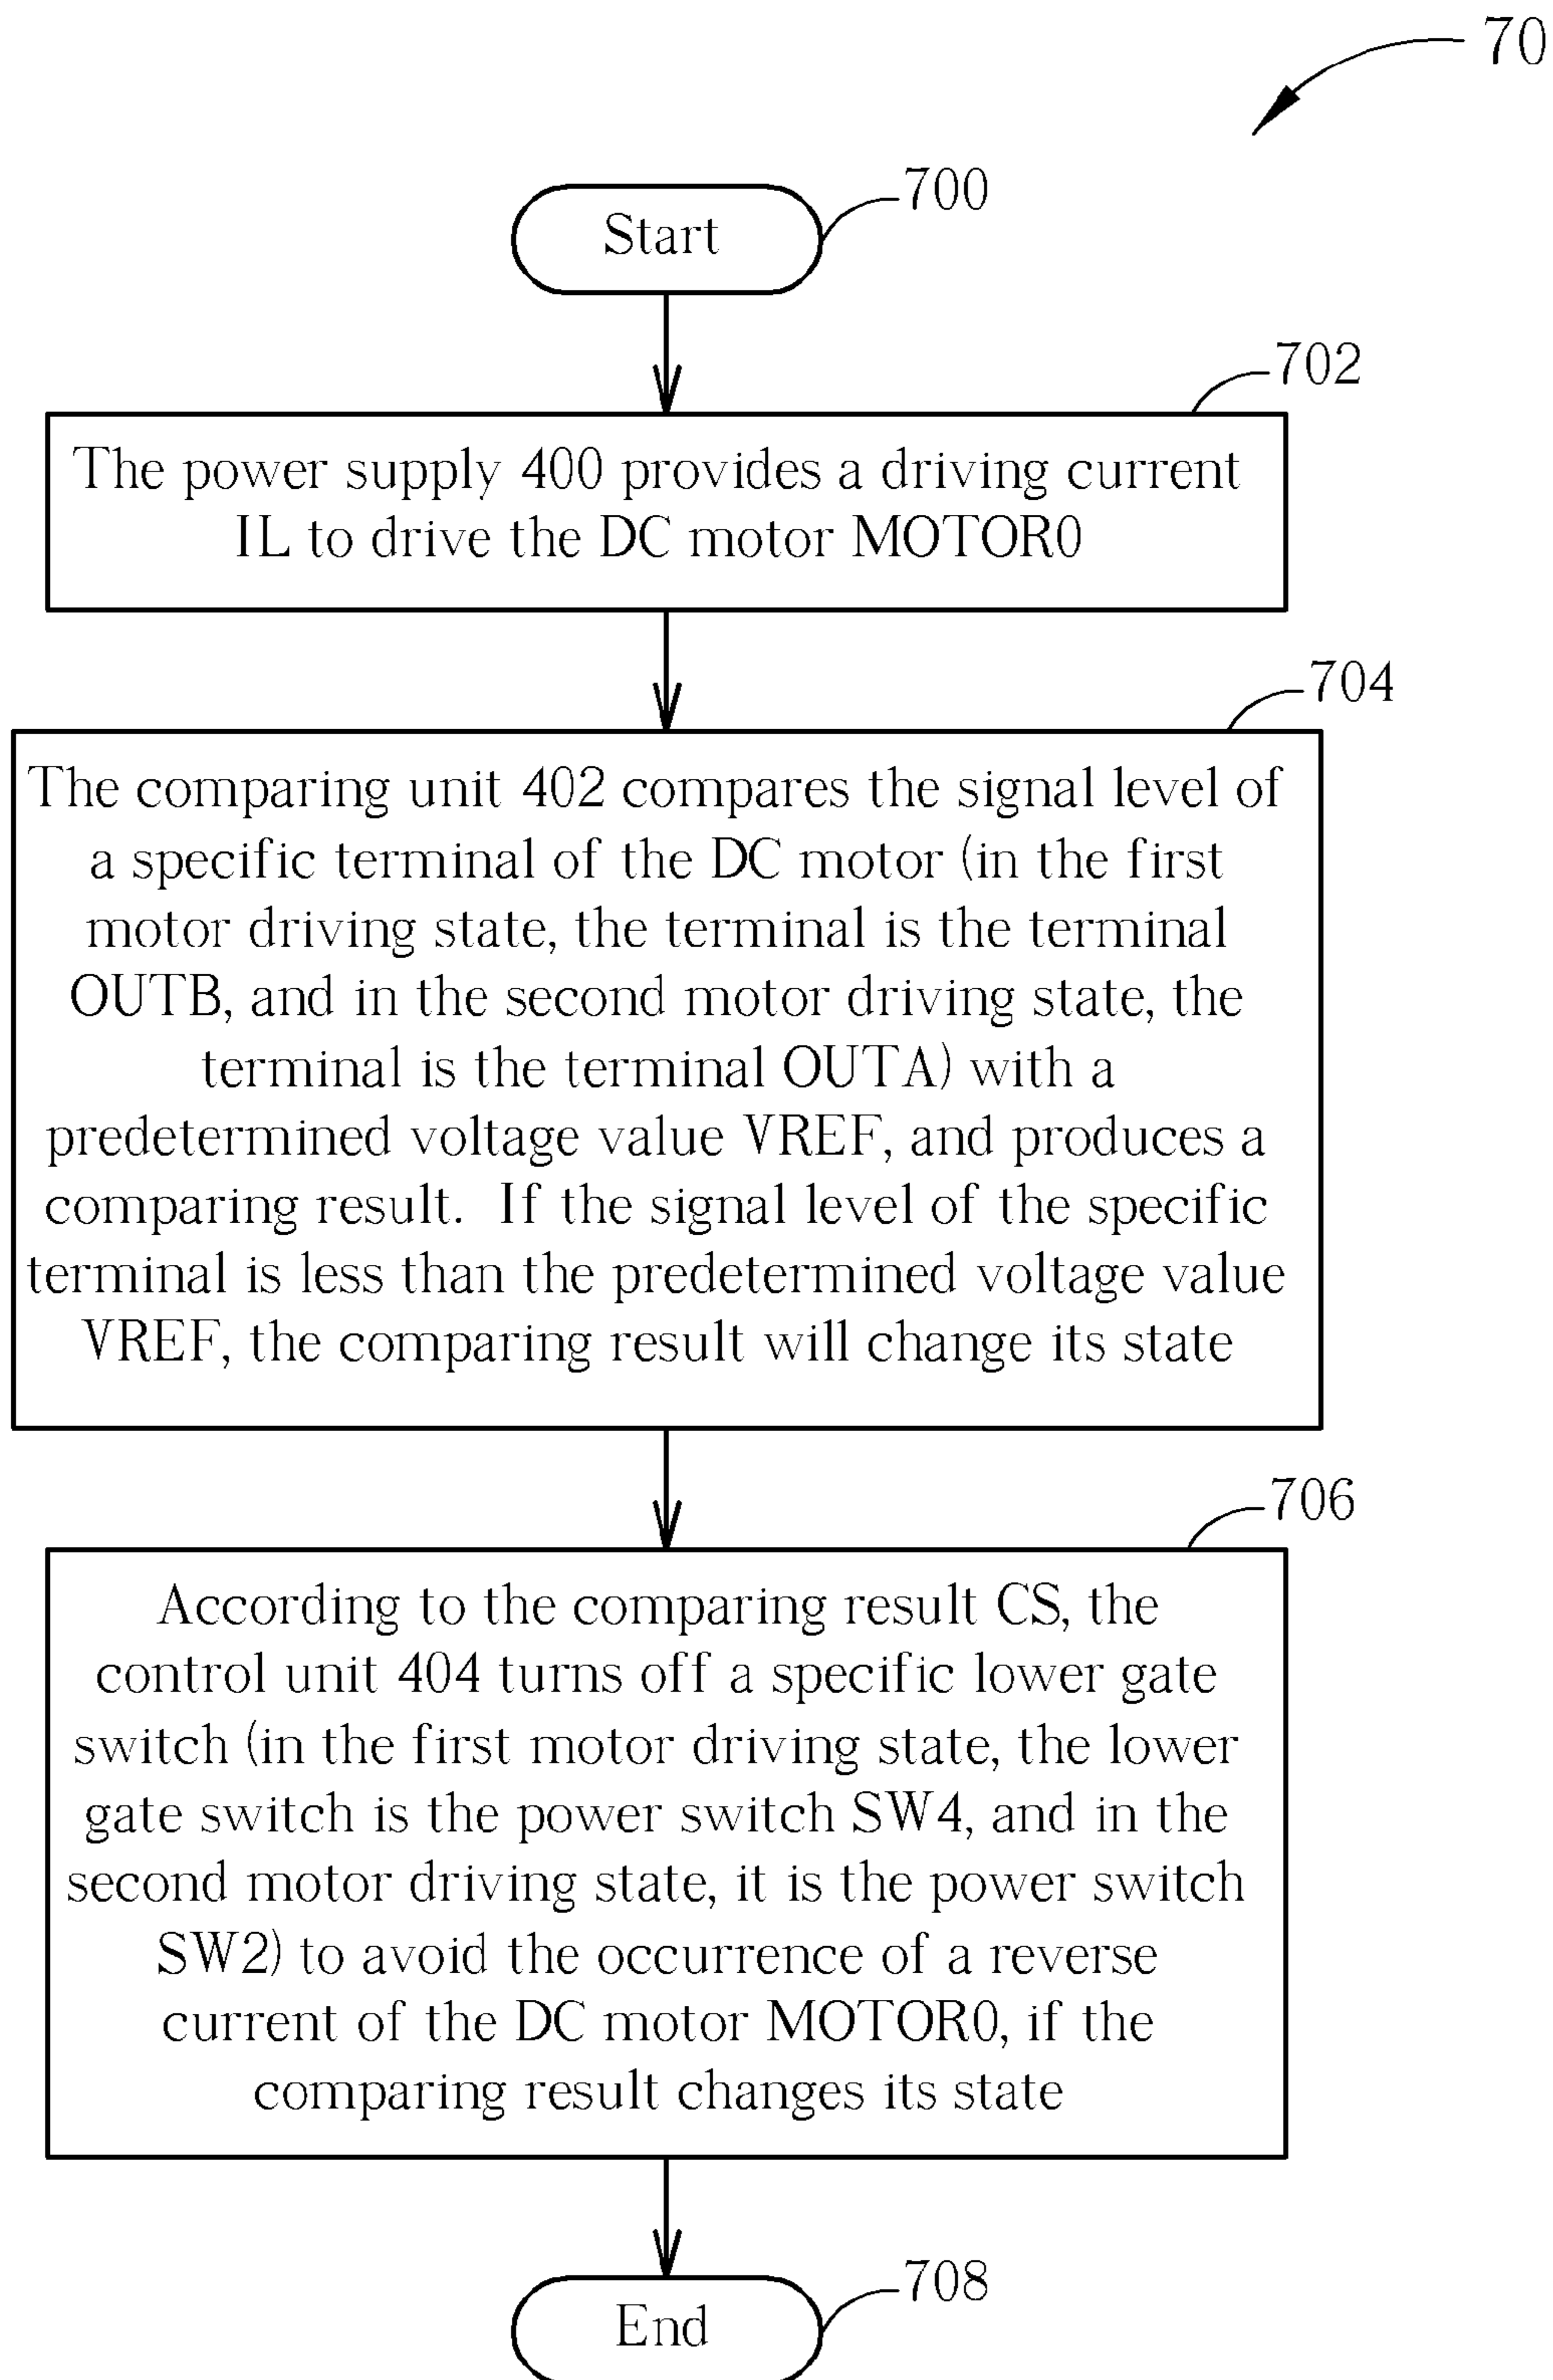 70
700
Start
702
The power supply 400 provides a driving current
IL to drive the DC motor MOTOR0
704
The comparing unit 402 compares the signal level of
a specific terminal of the DC motor (in the first
motor driving state, the terminal is the terminal
OUTB, and in the second motor driving state, the
terminal is the terminal OUTA) with a
predetermined voltage value VREF, and produces a
comparing result. If the signal level of the specific
terminal is less than the predetermined voltage value
VREF, the comparing result will change its state
706
According to the comparing result CS, the
control unit 404 turns off a specific lower gate
switch (in the first motor driving state, the lower
gate switch is the power switch SW4, and in the
second motor driving state, it is the power switch
SW2) to avoid the occurrence of a reverse
current of the DC motor MOTOR0, if the
comparing result changes its state
708
End